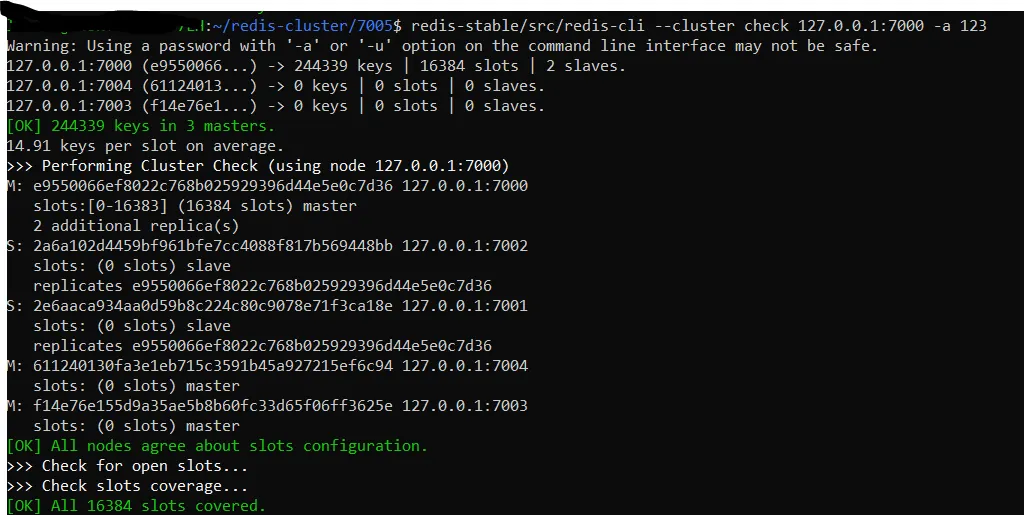 :~/redis-cluster/7005$ redis-stable/src/redis-cli --cluster check 127.0.0.1:7000 -a 123
Warning: Using a password with '-a' or '-u' option on the command line interface may not be safe.
127.0.0.1:7000 (e9550066...) -> 244339 keys | 16384 slots | 2 slaves.
127.0.0.1:7004 (61124013...) -> 0 keys | 0 slots | 0 slaves.
127.0.0.1:7003 (f14e76e1...) -> 0 keys | 0 slots | 0 slaves.
[OK] 244339 keys in 3 masters.
14.91 keys per slot on average.
>>> Performing Cluster Check (using node 127.0.0.1:7000)
M: e9550066ef8022c768b025929396d44e5e0c7d36 127.0.0.1:7000
   slots:[0-16383] (16384 slots) master
   2 additional replica(s)
S: 2a6a102d4459bf961bfe7cc4088f817b569448bb 127.0.0.1:7002
   slots: (0 slots) slave
   replicates e9550066ef8022c768b025929396d44e5e0c7d36
S: 2e6aaca934aa0d59b8c224c80c9078e71f3ca18e 127.0.0.1:7001
   slots: (0 slots) slave
   replicates e9550066ef8022c768b025929396d44e5e0c7d36
M: 611240130fa3e1eb715c3591b45a927215ef6c94 127.0.0.1:7004
   slots: (0 slots) master
M: f14e76e155d9a35ae5b8b60fc33d65f06ff3625e 127.0.0.1:7003
   slots: (0 slots) master
[OK] All nodes agree about slots configuration.
>>> Check for open slots...
>>> Check slots coverage...
[OK] All 16384 slots covered.